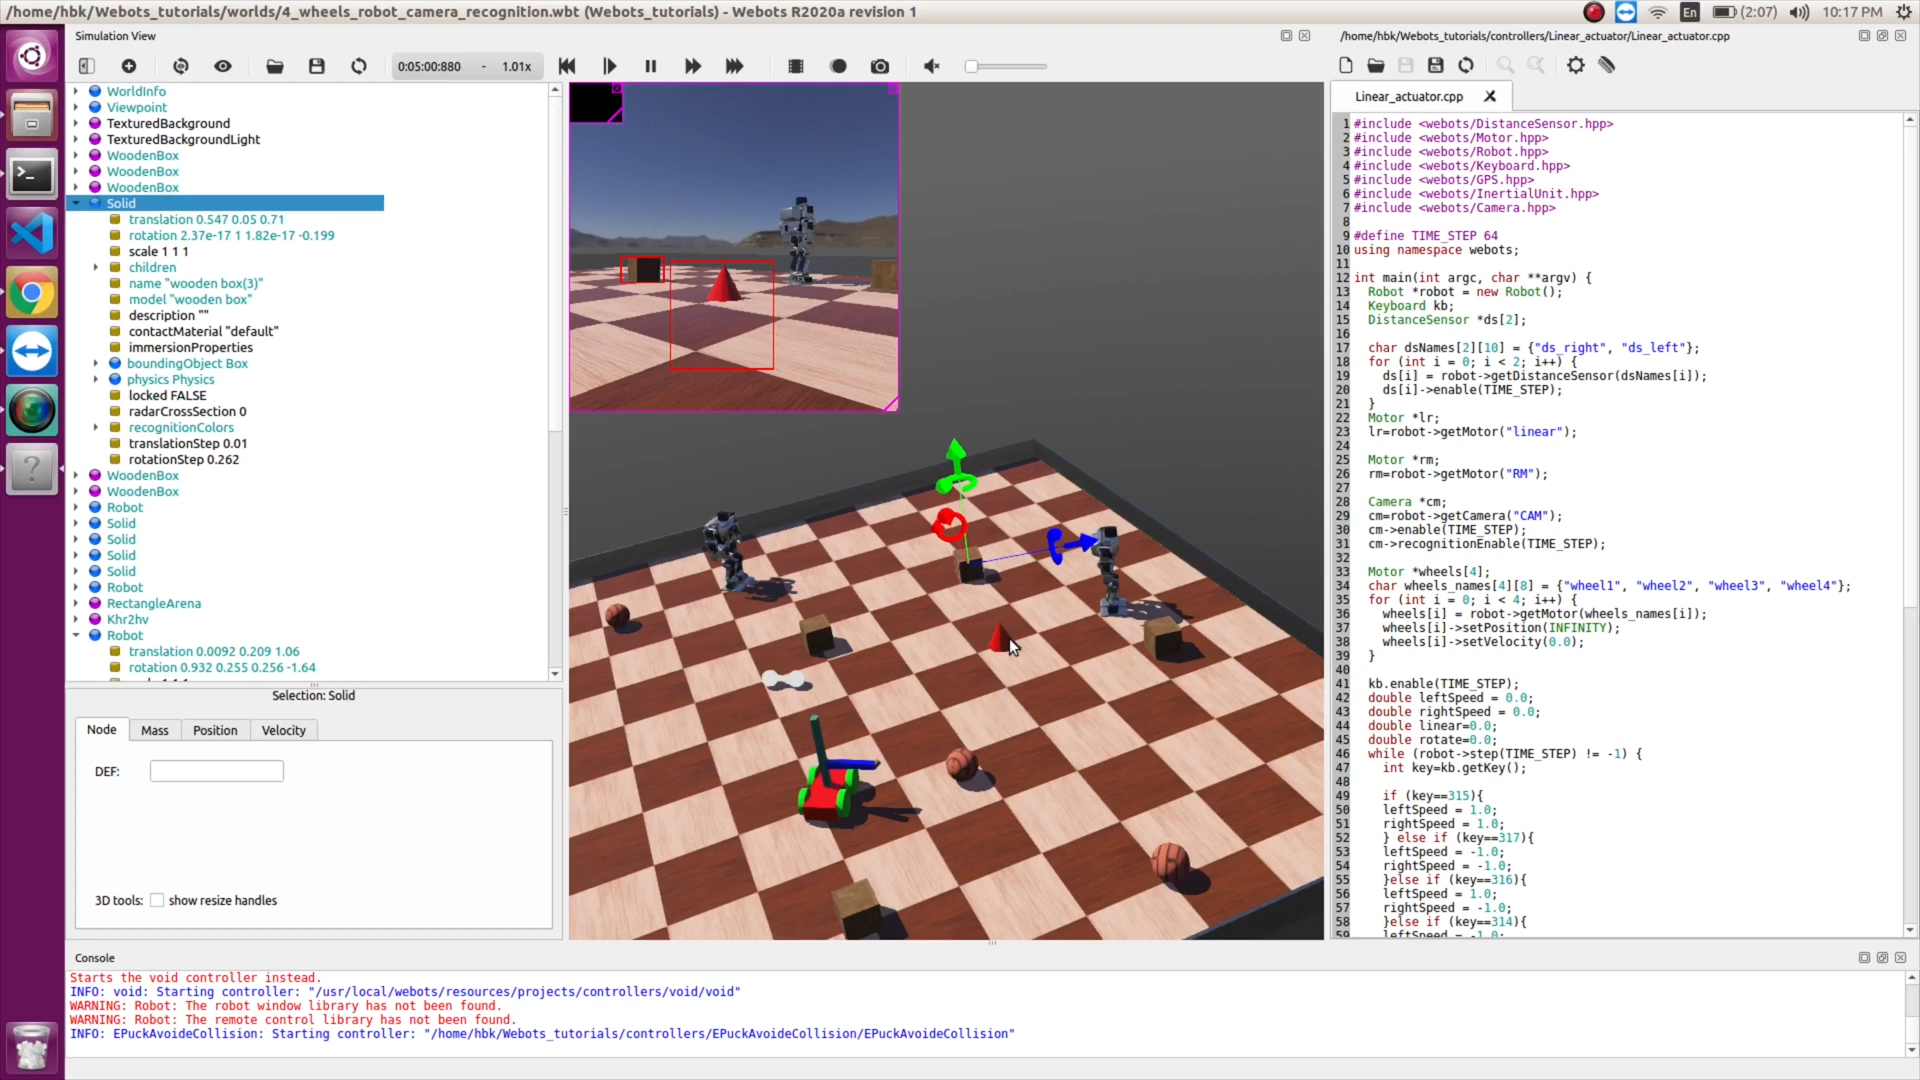 /home/hbk/Webots_tutorials/worlds/4_wheels_robot_camera_recognition.wbt (Webots_tutorials) - Webots R2020a revision 1
En
(2:07)
10:17 PM
Simulation View
/home/hbk/Webots_tutorials/controllers/Linear_actuator/Linear_actuator.cpp
0:05:00:880 - 1.01x
Linear_actuator.cpp
WorldInfo
Viewpoint
TexturedBackground
TexturedBackgroundLight
WoodenBox
WoodenBox
WoodenBox
Solid
translation 0.547 0.05 0.71
rotation 2.37e-17 1 1.82e-17 -0.199
scale 1 1 1
children
name "wooden box(3)"
model "wooden box"
description ""
contactMaterial "default"
immersionProperties
boundingObject Box
physics Physics
locked FALSE
radarCrossSection 0
recognitionColors
translationStep 0.01
rotationStep 0.262
WoodenBox
WoodenBox
Robot
Solid
Solid
Solid
Solid
Robot
RectangleArena
Khr2hv
Robot
translation 0.0092 0.209 1.06
rotation 0.932 0.255 0.256 -1.64
Selection: Solid
Node Mass Position Velocity
DEF:
3D tools: show resize handles
1 #include <webots/DistanceSensor.hpp>
2 #include <webots/Motor.hpp>
3 #include <webots/Robot.hpp>
4 #include <webots/Keyboard.hpp>
5 #include <webots/GPS.hpp>
6 #include <webots/InertialUnit.hpp>
7 #include <webots/Camera.hpp>
8
9 #define TIME_STEP 64
10 using namespace webots;
11
12 int main(int argc, char **argv) {
13 Robot *robot = new Robot();
14 Keyboard kb;
15 DistanceSensor *ds[2];
16
17 char dsNames[2][10] = {"ds_right", "ds_left"};
18 for (int i = 0; i < 2; i++) {
19 ds[i] = robot->getDistanceSensor(dsNames[i]);
20 ds[i]->enable(TIME_STEP);
21 }
22 Motor *lr;
23 lr=robot->getMotor("linear");
24
25 Motor *rm;
26 rm=robot->getMotor("RM");
27
28 Camera *cm;
29 cm=robot->getCamera("CAM");
30 cm->enable(TIME_STEP);
31 cm->recognitionEnable(TIME_STEP);
32
33 Motor *wheels[4];
34 char wheels_names[4][8] = {"wheel1", "wheel2", "wheel3", "wheel4"};
35 for (int i = 0; i < 4; i++) {
36 wheels[i] = robot->getMotor(wheels_names[i]);
37 wheels[i]->setPosition(INFINITY);
38 wheels[i]->setVelocity(0.0);
39 }
40
41 kb.enable(TIME_STEP);
42 double leftSpeed = 0.0;
43 double rightSpeed = 0.0;
44 double linear=0.0;
45 double rotate=0.0;
46 while (robot->step(TIME_STEP) != -1) {
47 int key=kb.getKey();
48
49 if (key==315){
50 leftSpeed = 1.0;
51 rightSpeed = 1.0;
52 } else if (key==317){
53 leftSpeed = -1.0;
54 rightSpeed = -1.0;
55 }else if (key==316){
56 leftSpeed = 1.0;
57 rightSpeed = -1.0;
58 }else if (key==314){
59 leftSpeed = -1.0;
Console
Starts the void controller instead.
INFO: void: Starting controller: "/usr/local/webots/resources/projects/controllers/void/void"
WARNING: Robot: The robot window library has not been found.
WARNING: Robot: The remote control library has not been found.
INFO: EPuckAvoideCollision: Starting controller: "/home/hbk/Webots_tutorials/controllers/EPuckAvoideCollision/EPuckAvoideCollision"